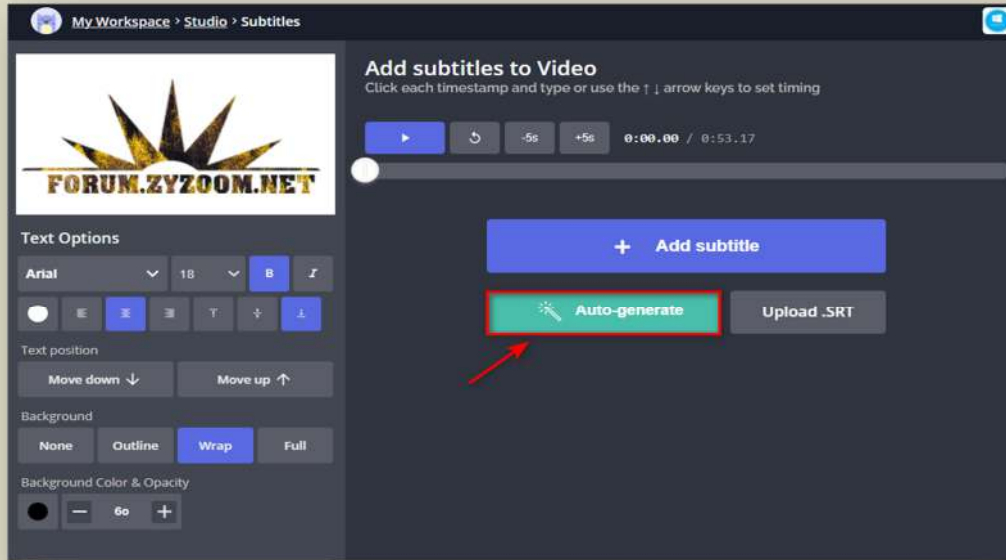 My Workspace › Studio › Subtitles
FORUM.ZYZOOM.NET
Text Options
Arial
18
B
I
T
Text position
Move down ↓
Move up ↑
Background
None
Outline
Wrap
Full
Background Color & Opacity
60
Add subtitles to Video
Click each timestamp and type or use the ↑ ↓ arrow keys to set timing
-5s
+5s
0:00.00 / 0:53.17
+ Add subtitle
Auto-generate
Upload .SRT